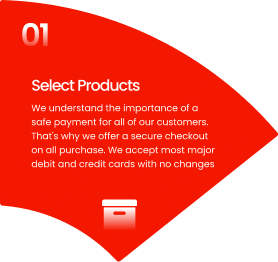 01
Select Products
We understand the importance of a
safe payment for all of our customers.
That's why we offer a secure checkout
on all purchase. We accept most major
debit and credit cards with no changes